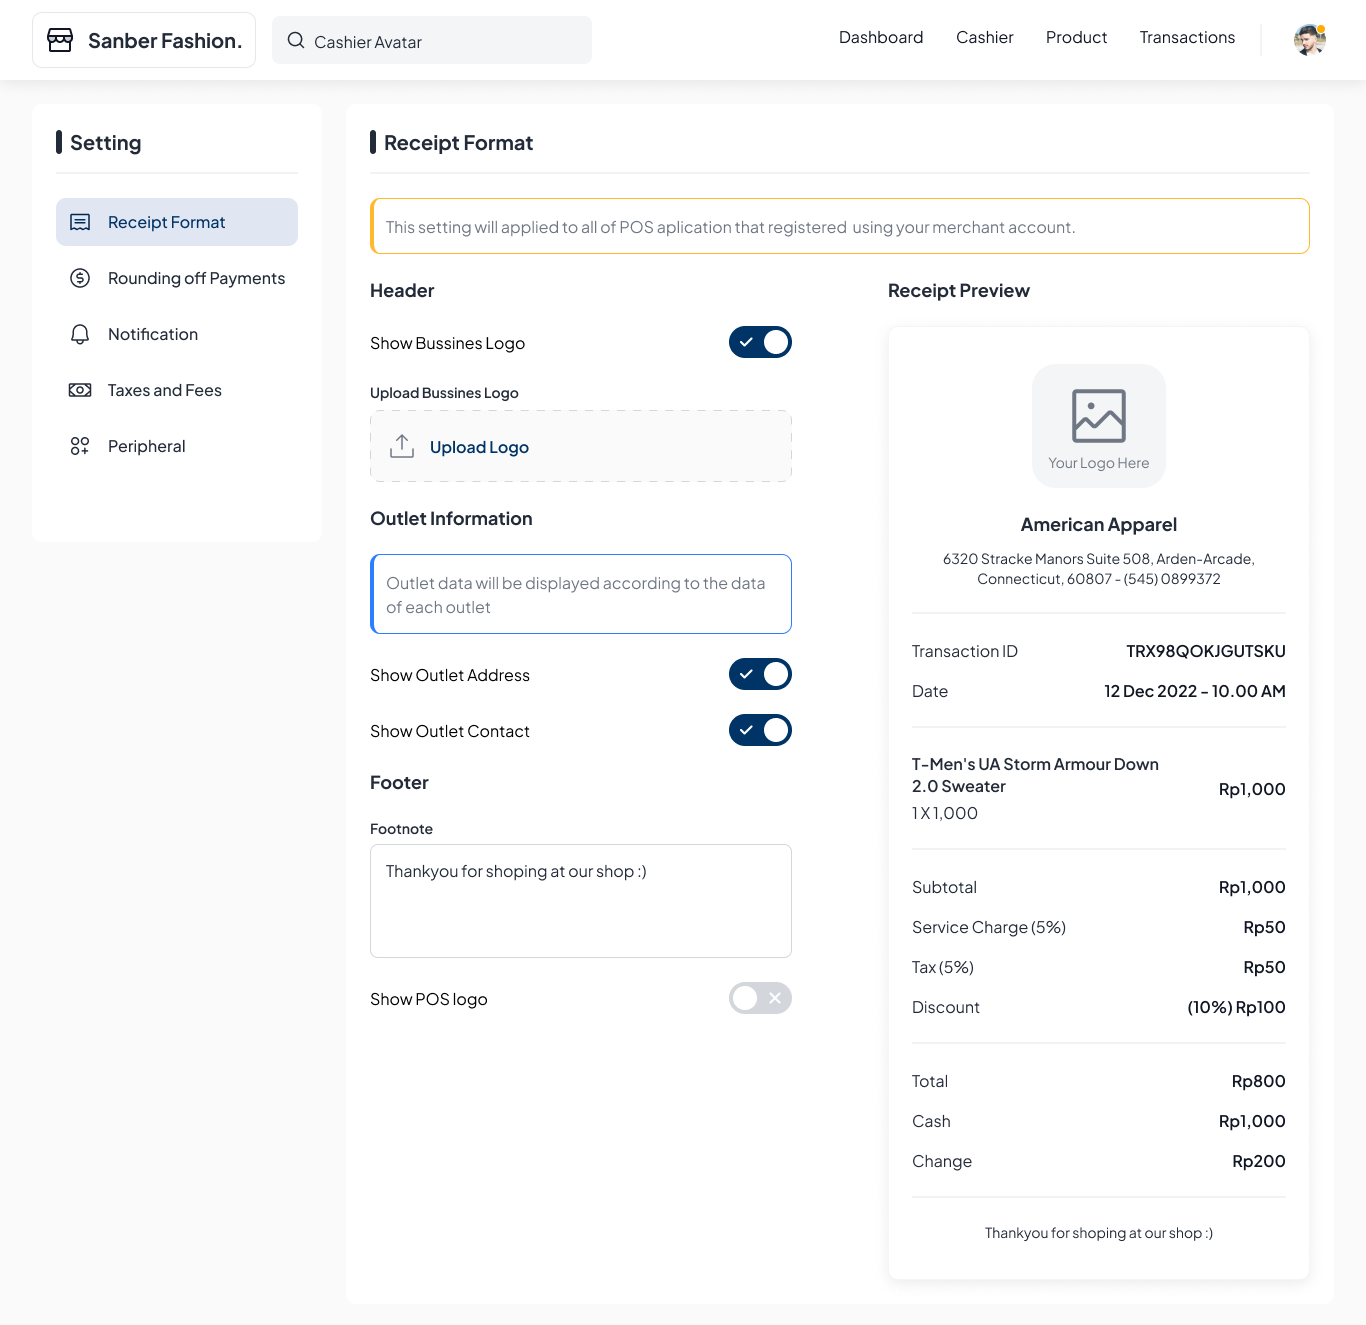 Sanber Fashion.
Cashier Avatar
Dashboard
Cashier
Product
Transactions
Setting
Receipt Format
Rounding off Payments
Notification
Taxes and Fees
Peripheral
Receipt Format
This setting will applied to all of POS aplication that registered using your merchant account.
Header
Show Bussines Logo
Upload Bussines Logo
Upload Logo
Outlet Information
Outlet data will be displayed according to the data
of each outlet
Show Outlet Address
Show Outlet Contact
Footer
Footnote
Thankyou for shoping at our shop :)
Show POS logo
Receipt Preview
Your Logo Here
American Apparel
6320 Stracke Manors Suite 508, Arden-Arcade,
Connecticut, 60807 - (545) 0899372
Transaction ID TRX98QOKJGUTSKU
Date 12 Dec 2022 - 10.00 AM
T-Men's UA Storm Armour Down
2.0 Sweater
Rp1,000
1 X 1,000
Subtotal Rp1,000
Service Charge (5%) Rp50
Tax (5%) Rp50
Discount (10%) Rp100
Total Rp800
Cash Rp1,000
Change Rp200
Thankyou for shoping at our shop :)